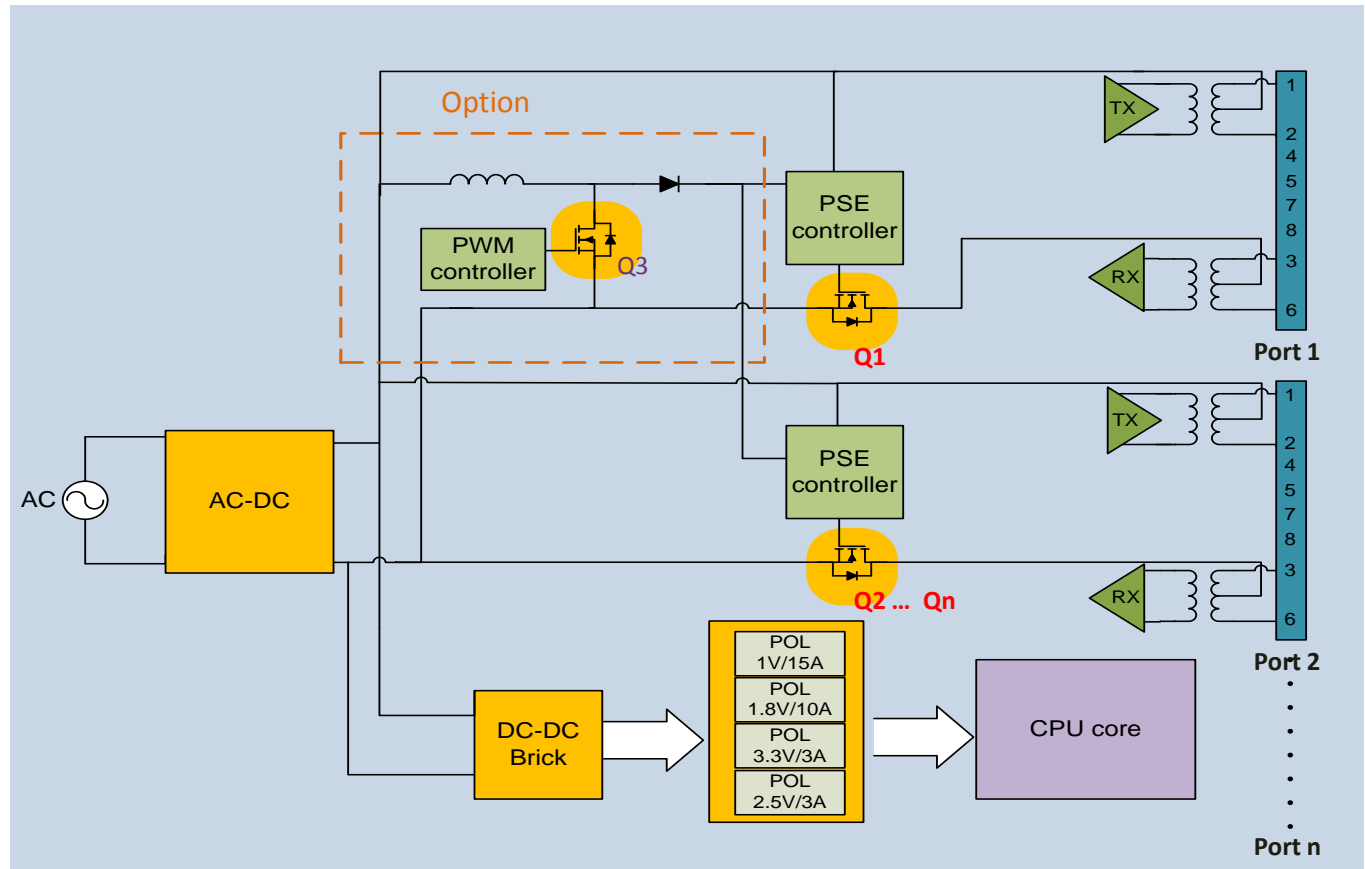 Option
TX
1
2
4
5
7
8
3
6
RX
Port 1
PSE
controller
PWM
controller
Q3
Q1
TX
1
2
4
5
7
8
3
6
RX
Port 2
PSE
controller
Q2 ... Qn
AC
AC-DC
DC-DC
Brick
POL
1V/15A
POL
1.8V/10A
POL
3.3V/3A
POL
2.5V/3A
CPU core
Port n